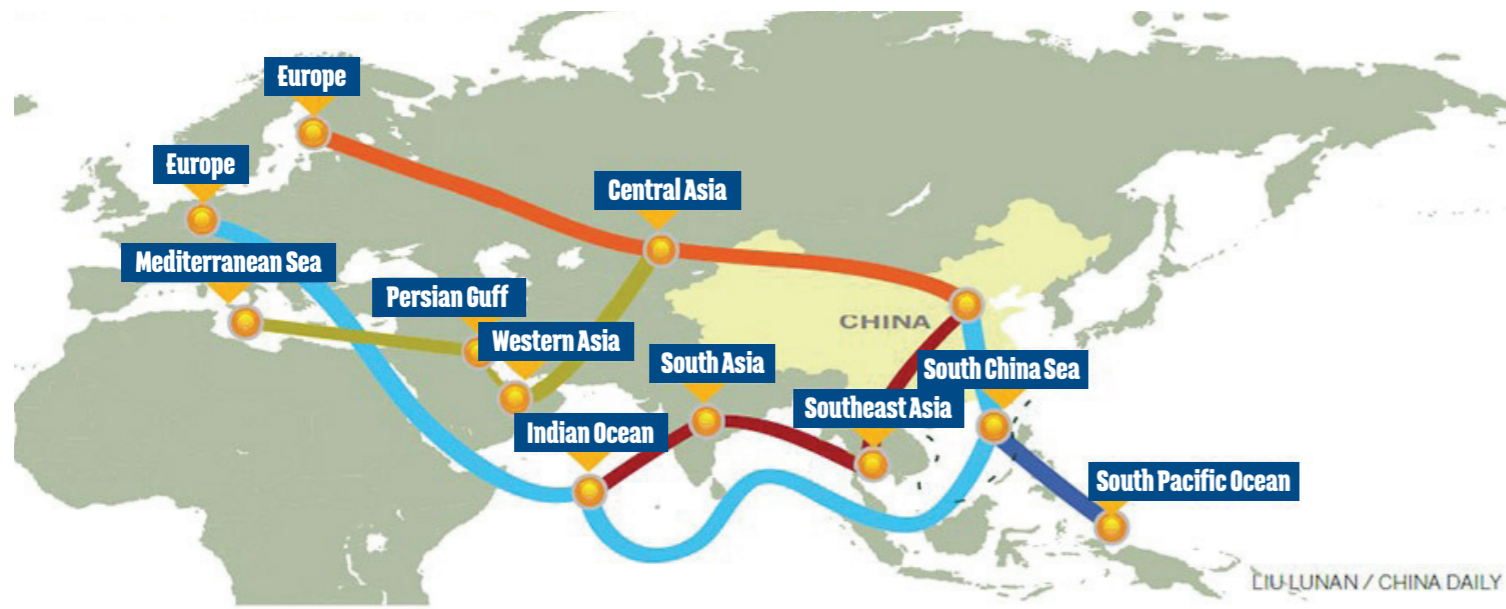 Europe
Europe
Central Asia
Mediterranean Sea
Persian Guff
Western Asia
CHINA
South Asia
South China Sea
Southeast Asia
Indian Ocean
South Pacific Ocean
LIU LUNAN / CHINA DAILY